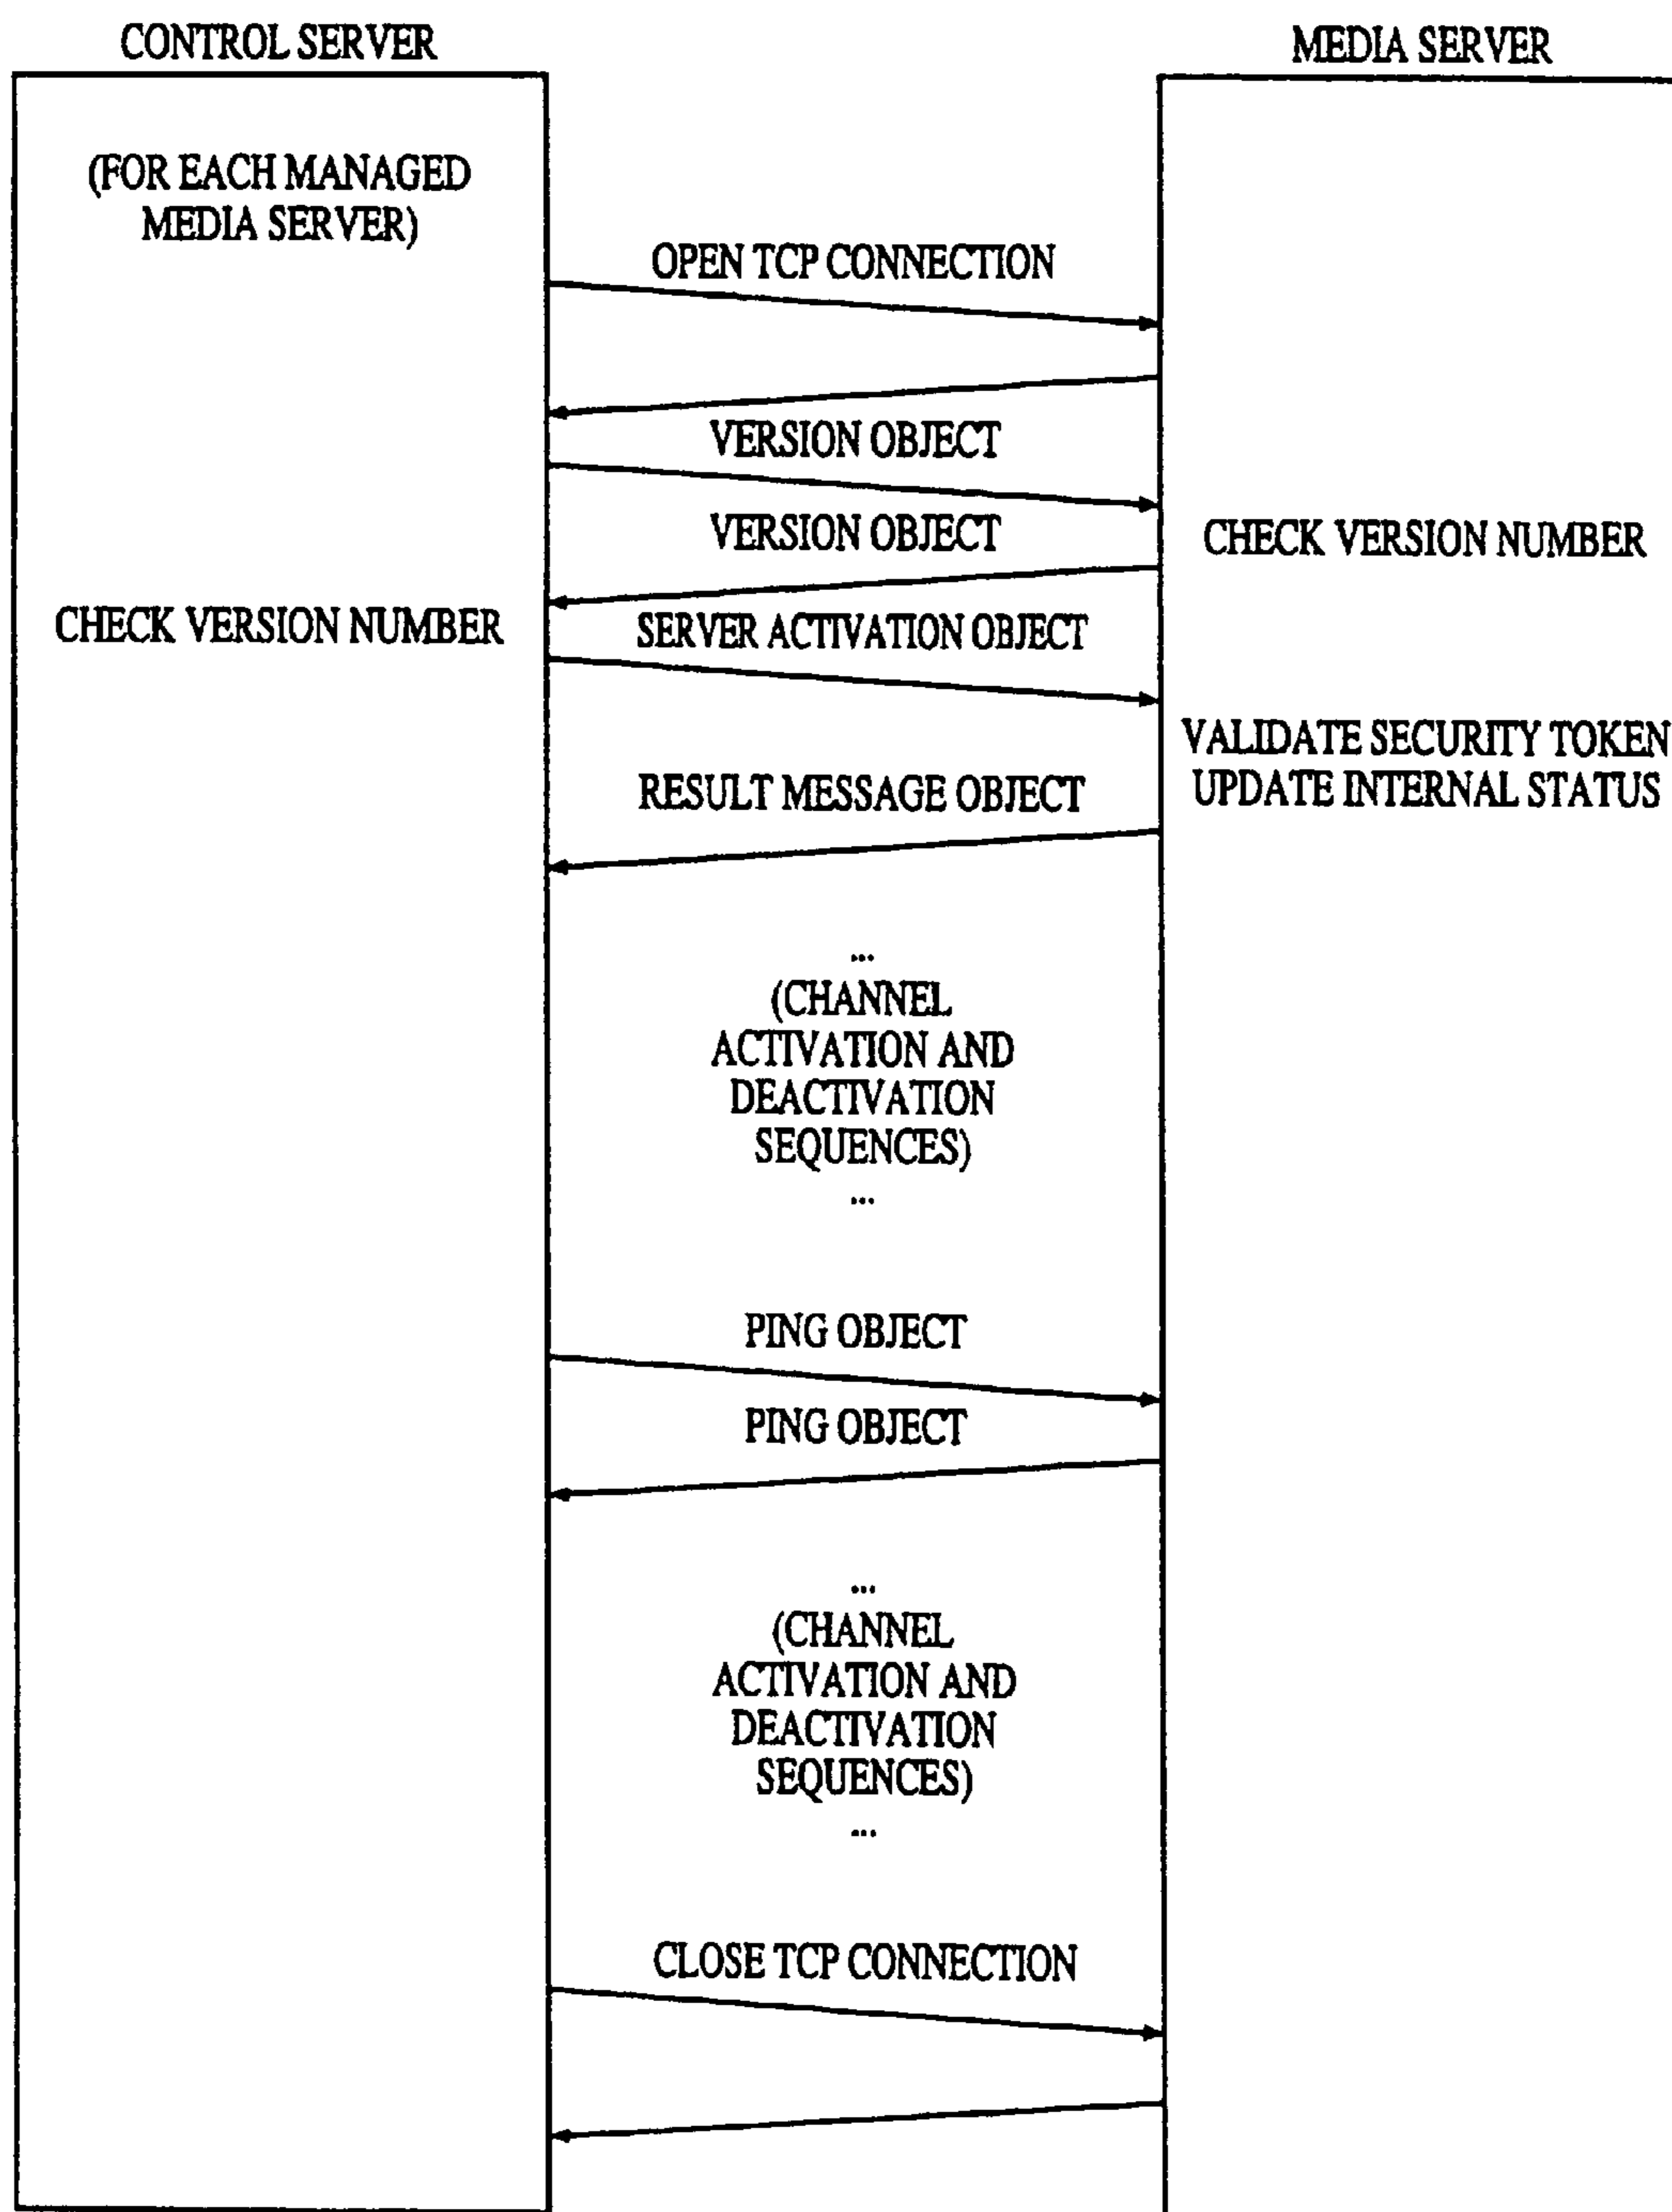 CONTROL SERVER
MEDIA SERVER
(FOR EACH MANAGED
MEDIA SERVER)
OPEN TCP CONNECTION
VERSION OBJECT
VERSION OBJECT
CHECK VERSION NUMBER
CHECK VERSION NUMBER
SERVER ACTIVATION OBJECT
VALIDATE SECURITY TOKEN
UPDATE INTERNAL STATUS
RESULT MESSAGE OBJECT
...
(CHANNEL
ACTIVATION AND
DEACTIVATION
SEQUENCES)
...
PING OBJECT
PING OBJECT
...
(CHANNEL
ACTIVATION AND
DEACTIVATION
SEQUENCES)
...
CLOSE TCP CONNECTION